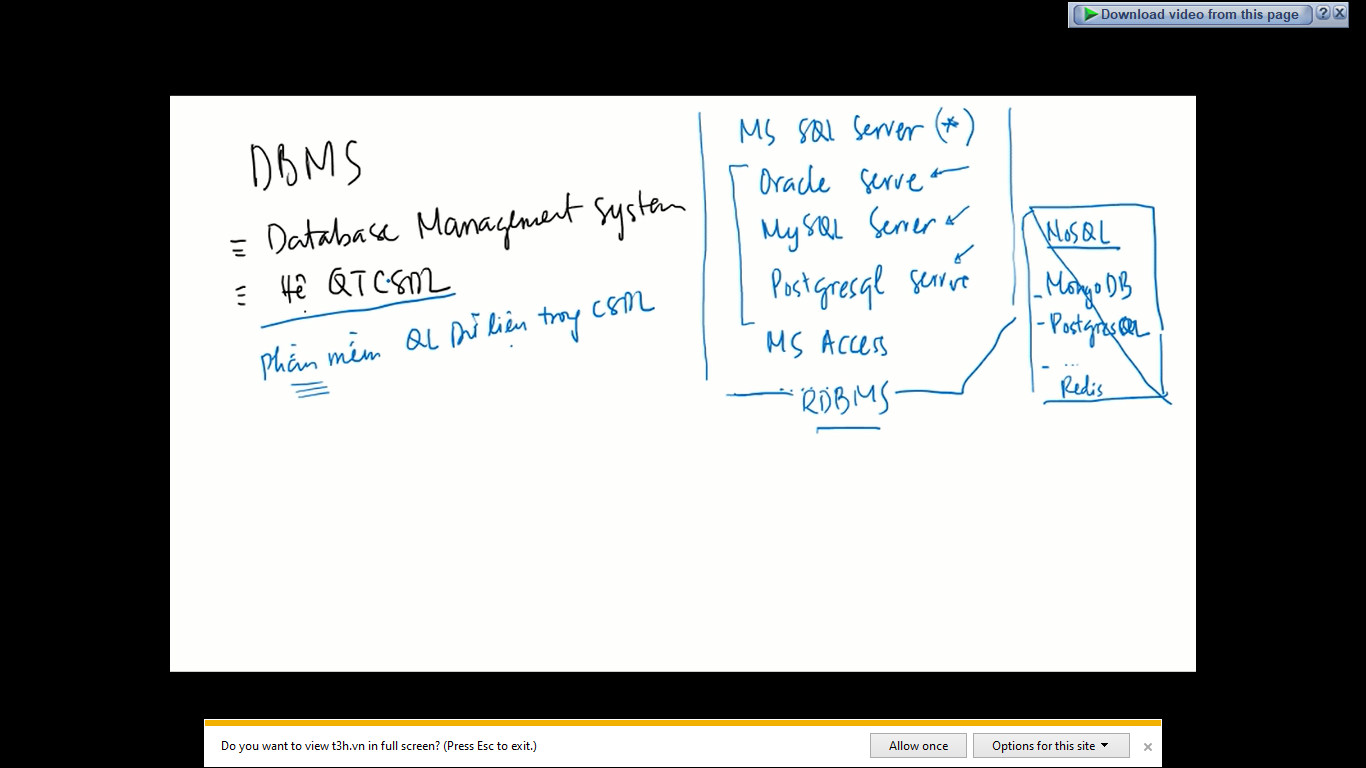 Download video from this page
DBMS
≡ Database Management System
≡ Hệ QTCSDL
phần mềm QL Dữ liệu trong CSDL
MS SQL Server (*)
Oracle serve
MySQL Server
Postgresql serve
MS Access
......
RDBMS
NoSQL
- MongoDB
- PostgresQL
- ...
Redis
Do you want to view t3h.vn in full screen? (Press Esc to exit.)
Allow once
Options for this site